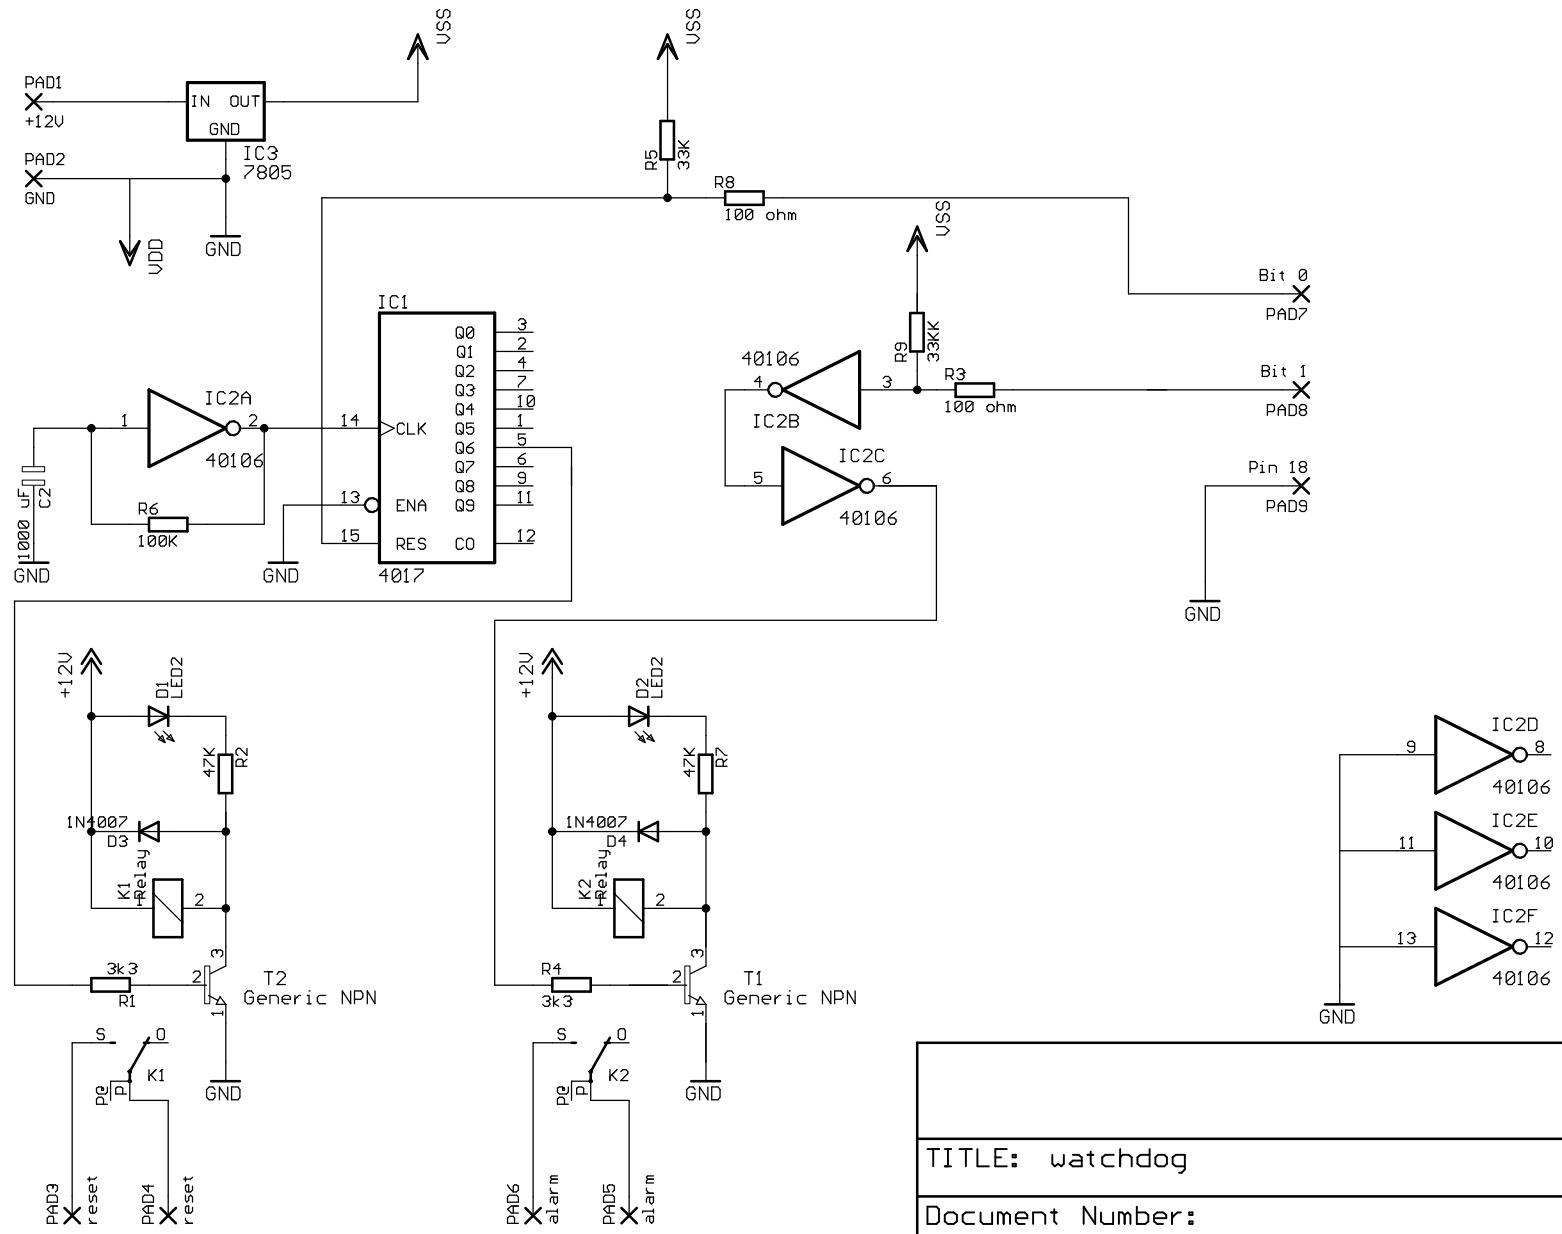 PAD1
+12V
PAD2
GND
VDD
IN OUT
GND
IC3
7805
GND
VSS
VSS
R5
33K
R8
100 ohm
VSS
R9
33KK
R3
100 ohm
Bit 0
PAD7
Bit 1
PAD8
Pin 18
PAD9
GND
IC1
Q0 3
Q1 2
Q2 4
Q3 7
Q4 10
14 CLK Q5 1
Q6 5
Q7 6
Q8 9
13 ENA Q9 11
15 RES CO 12
4017
GND
IC2A
1
2
40106
R6
100K
1000 uF
C2
GND
40106
4
3
IC2B
IC2C
5
6
40106
+12V
D1
LED2
47K
R2
1N4007
D3
K1
Relay
1
2
3
3k3
R1
2
T2
Generic NPN
1
GND
S
O
K1
P@
P
PAD3
reset
PAD4
reset
+12V
D2
LED2
47K
R7
1N4007
D4
K2
Relay
1
2
3
R4
3k3
2
T1
Generic NPN
1
GND
S
O
K2
P@
P
PAD6
alarm
PAD5
alarm
IC2D
9
8
40106
IC2E
11
10
40106
IC2F
13
12
40106
GND
TITLE: watchdog
Document Number: